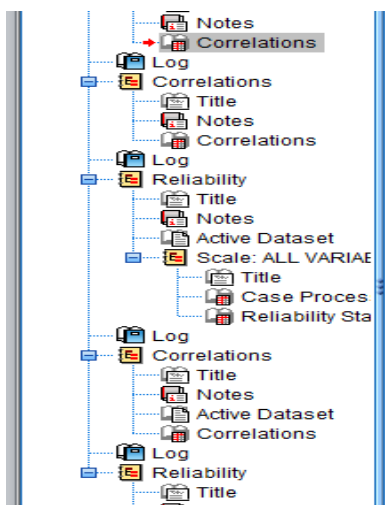 Notes
Correlations
Log
Correlations
Title
Notes
Correlations
Log
Reliability
Title
Notes
Active Dataset
Scale: ALL VARIAE
Title
Case Proces
Reliability Sta
Log
Correlations
Title
Notes
Active Dataset
Correlations
Log
Reliability
Title